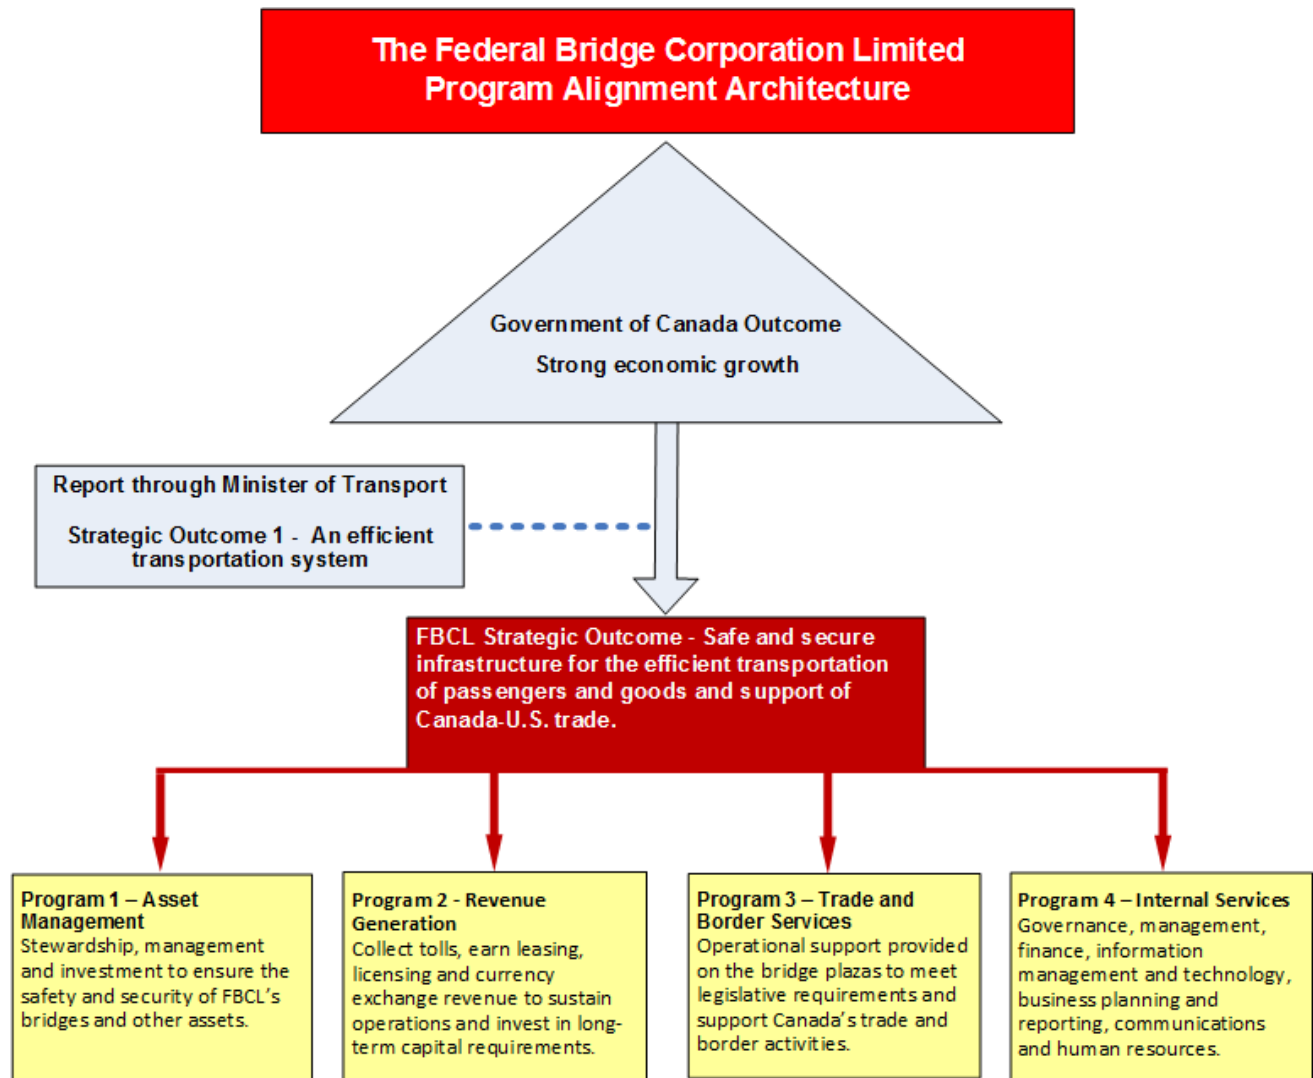 The Federal Bridge Corporation Limited
Program Alignment Architecture
Government of Canada Outcome
Strong economic growth
Report through Minister of Transport
Strategic Outcome 1 - An efficient
transportation system
FBCL Strategic Outcome - Safe and secure
infrastructure for the efficient transportation
of passengers and goods and support of
Canada-U.S. trade.
Program 1 – Asset
Management
Stewardship, management
and investment to ensure the
safety and security of FBCL's
bridges and other assets.
Program 2 - Revenue
Generation
Collect tolls, earn leasing,
licensing and currency
exchange revenue to sustain
operations and invest in long-
term capital requirements.
Program 3 – Trade and
Border Services
Operational support provided
on the bridge plazas to meet
legislative requirements and
support Canada's trade and
border activities.
Program 4 – Internal Services
Governance, management,
finance, information
management and technology,
business planning and
reporting, communications
and human resources.